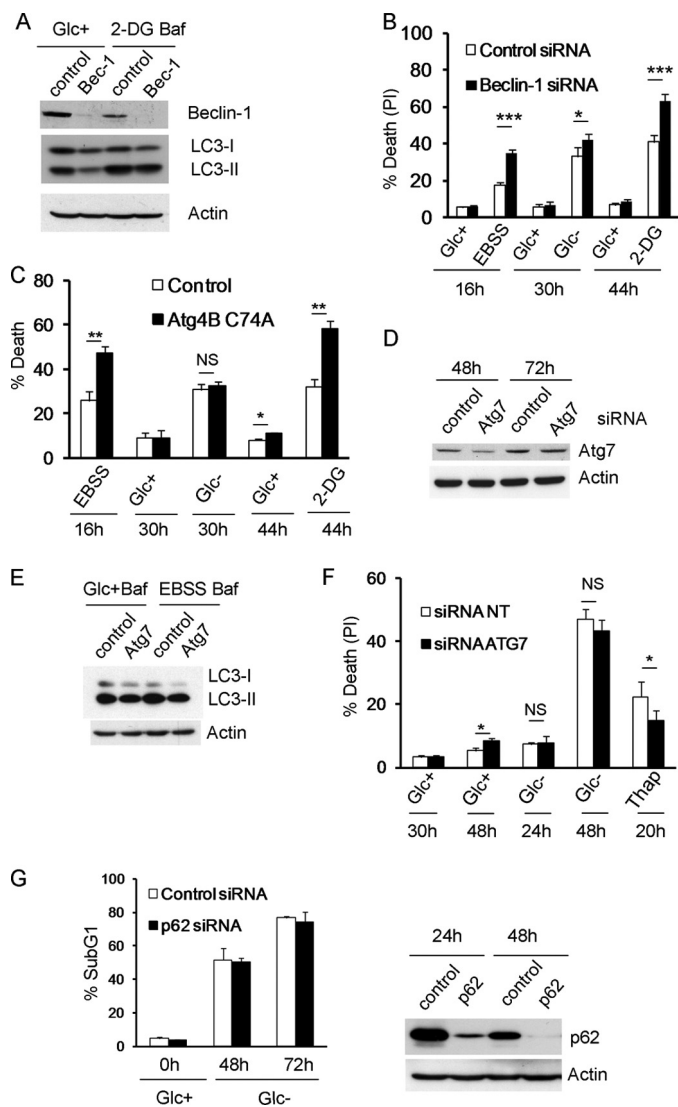 A
Glc+ 2-DG Baf
control Bec-1 control Bec-1
Beclin-1
LC3-I
LC3-II
Actin
B
% Death (PI)
100
80
60
40
20
0
Control siRNA
Beclin-1 siRNA
*** * ***
Glc+ EBSS Glc+ Glc- Glc+ 2-DG
16h 30h 44h
C
% Death
80
60
40
20
0
Control
Atg4B C74A
** NS * **
EBSS Glc+ Glc- Glc+ 2-DG
16h 30h 30h 44h 44h
D
48h 72h
control Atg7 control Atg7 siRNA
Atg7
Actin
E
Glc+Baf EBSS Baf
control Atg7 control Atg7
LC3-I
LC3-II
Actin
F
% Death (PI)
60
40
20
0
siRNA NT
siRNA ATG7
* NS NS *
Glc+ Glc+ Glc- Glc- Thap
30h 48h 24h 48h 20h
G
% SubG1
100
80
60
40
20
0
Control siRNA
p62 siRNA
0h 48h 72h
Glc+ Glc-
24h 48h
control p62 control p62
p62
Actin